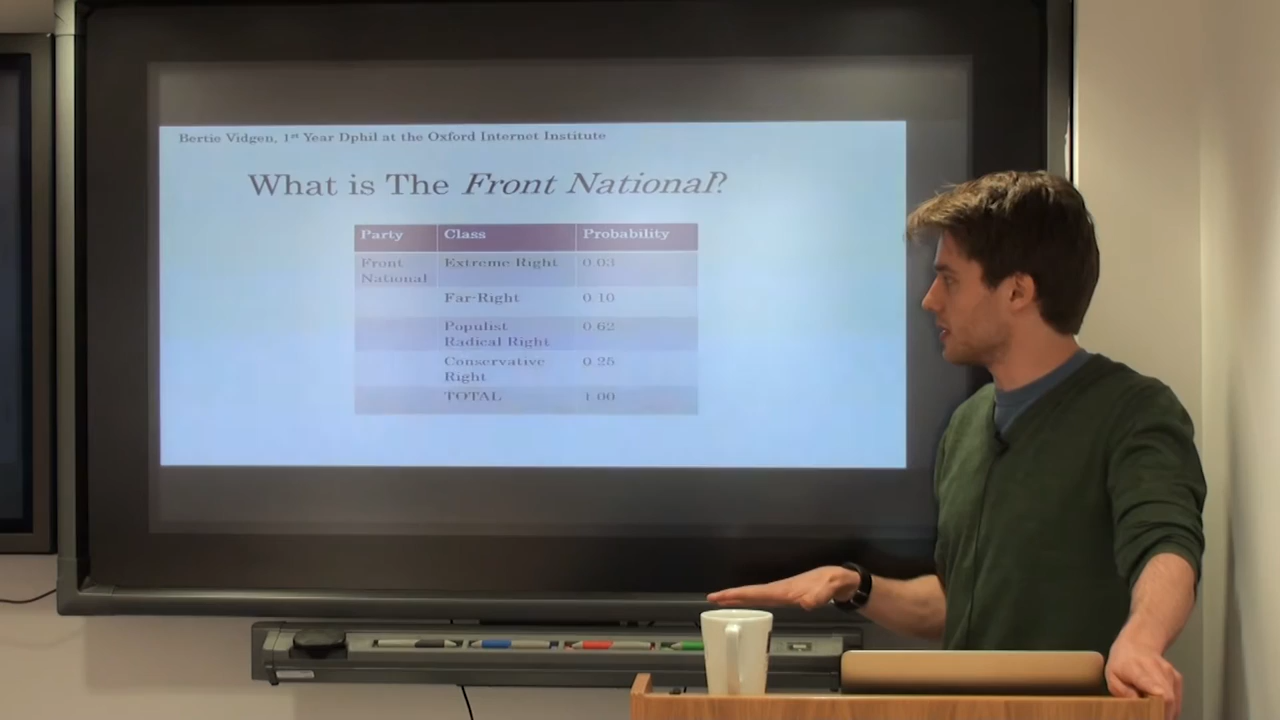 Bertie Vidgen, 1st Year Dphil at the Oxford Internet Institute
What is The Front National?
Party Class Probability
Front National Extreme Right 0.03
Far-Right 0.10
Populist Radical Right 0.62
Conservative Right 0.25
TOTAL 1.00